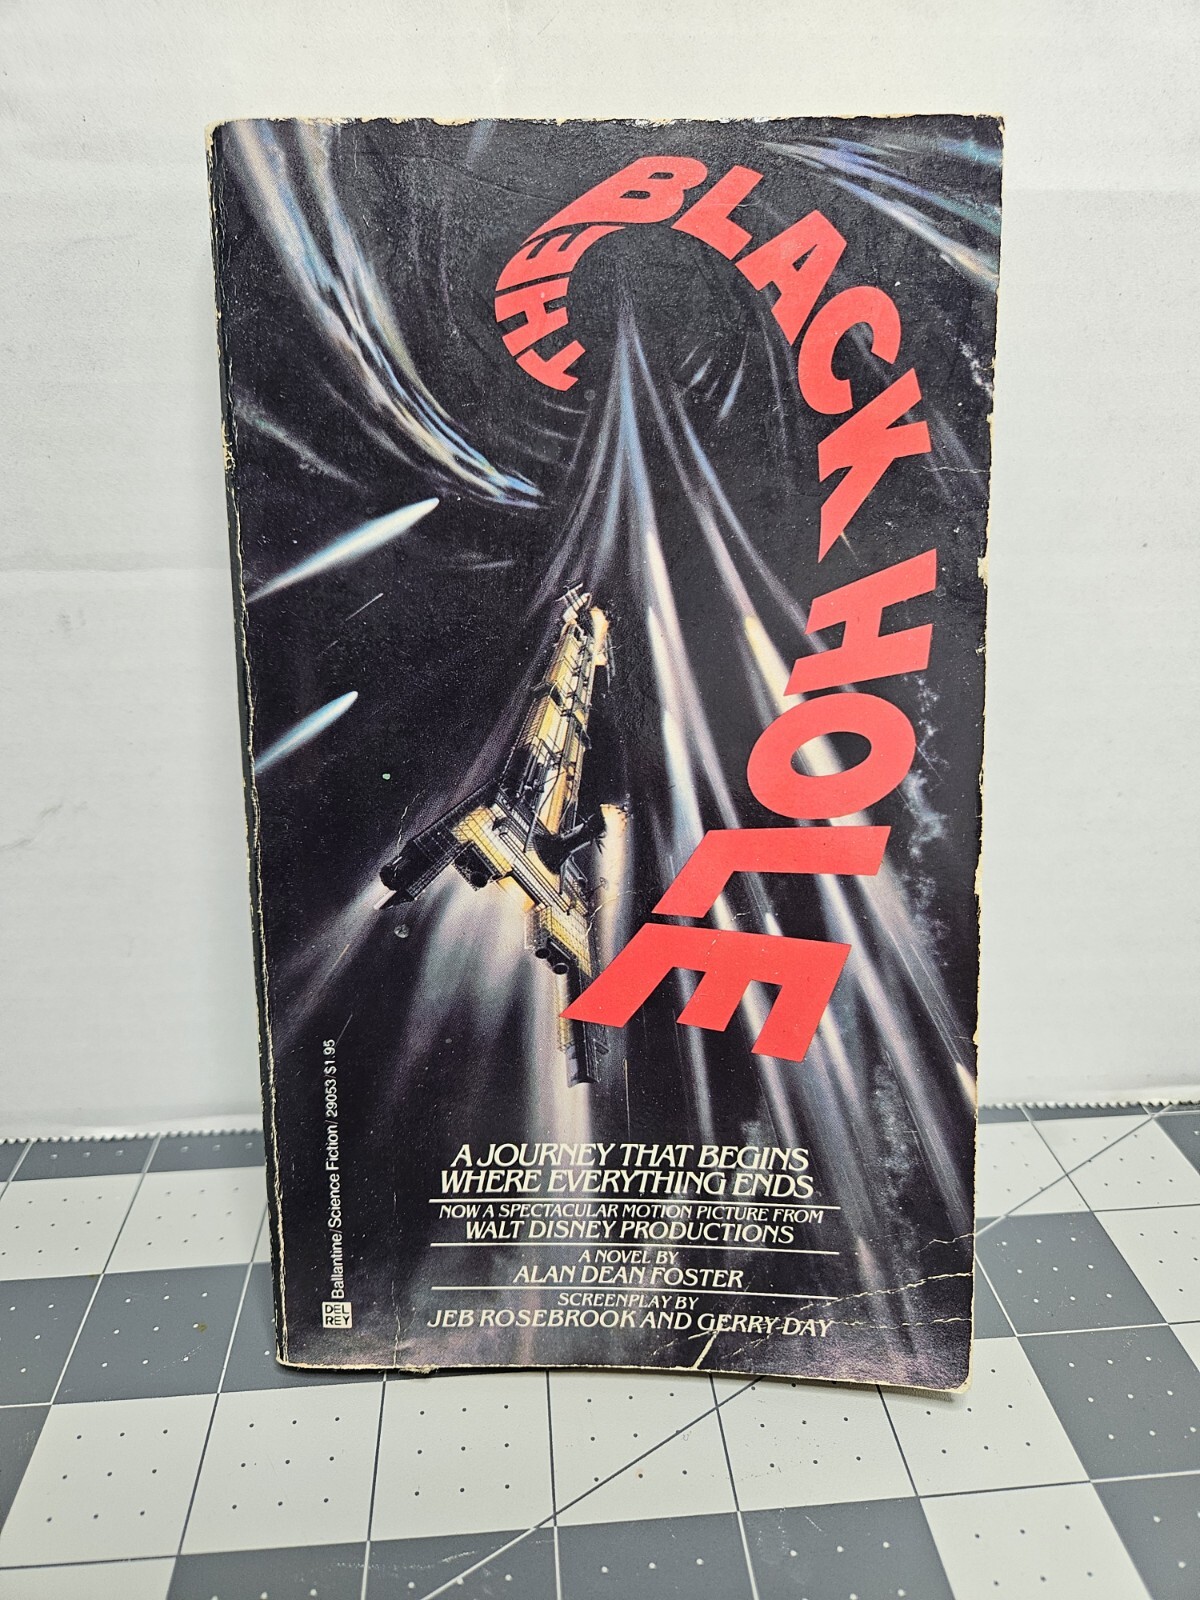 THE BLACK HOLE
A JOURNEY THAT BEGINS
WHERE EVERYTHING ENDS
NOW A SPECTACULAR MOTION PICTURE FROM
WALT DISNEY PRODUCTIONS
A NOVEL BY
ALAN DEAN FOSTER
SCREENPLAY BY
JEB ROSEBROOK AND GERRY DAY
Ballantine/Science Fiction/29053/$1.95
DEL
REY